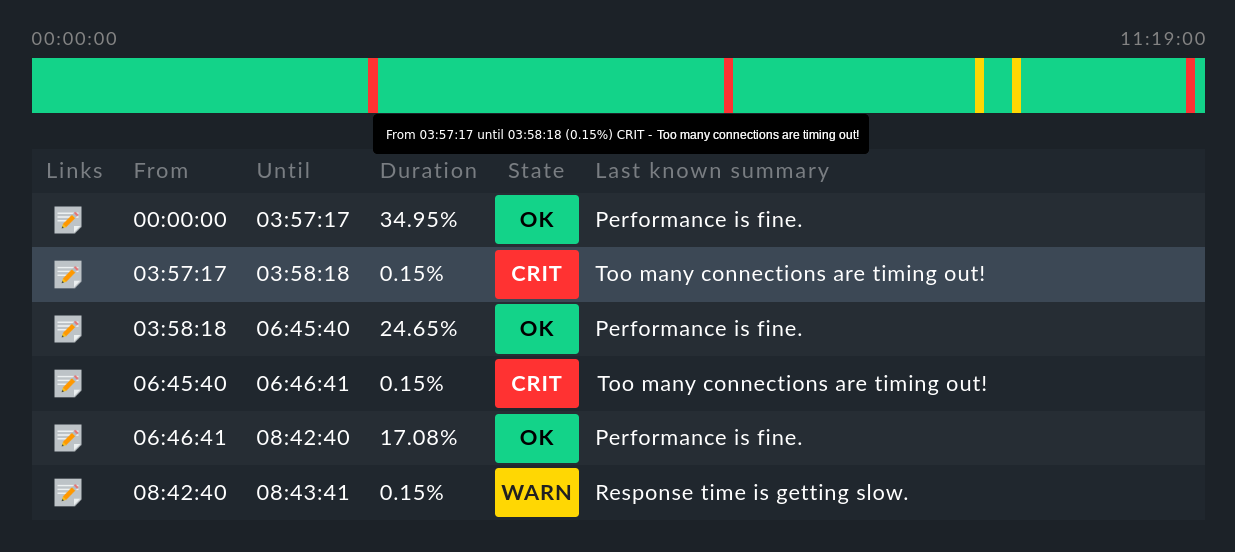 00:00:00 11:19:00
From 03:57:17 until 03:58:18 (0.15%) CRIT - Too many connections are timing out!
Links From Until Duration State Last known summary
00:00:00 03:57:17 34.95% OK Performance is fine.
03:57:17 03:58:18 0.15% CRIT Too many connections are timing out!
03:58:18 06:45:40 24.65% OK Performance is fine.
06:45:40 06:46:41 0.15% CRIT Too many connections are timing out!
06:46:41 08:42:40 17.08% OK Performance is fine.
08:42:40 08:43:41 0.15% WARN Response time is getting slow.